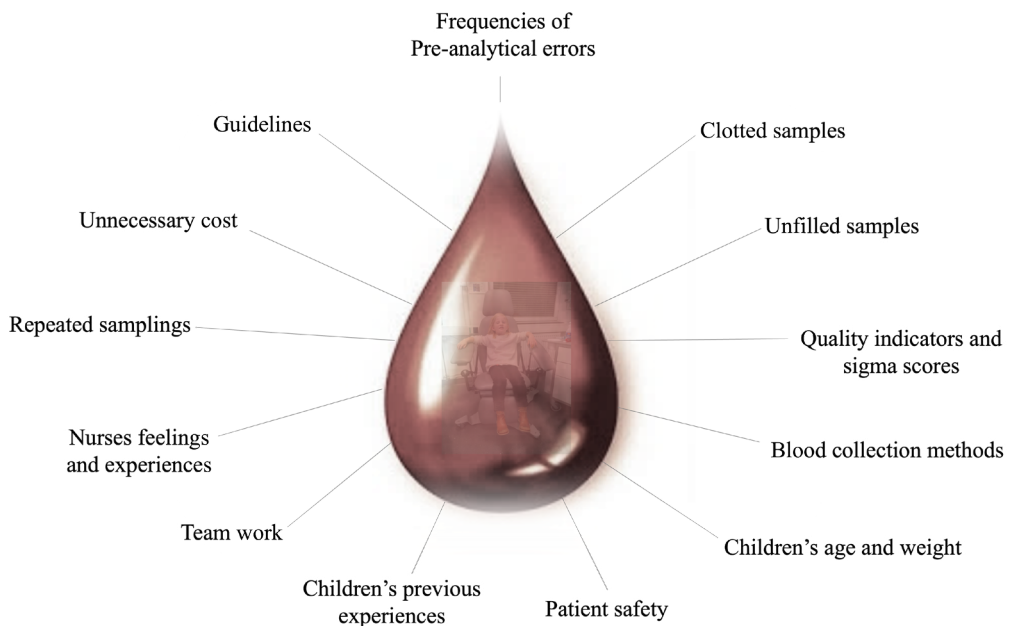 Frequencies of
Pre-analytical errors
Guidelines
Clotted samples
Unnecessary cost
Unfilled samples
Repeated samplings
Quality indicators and
sigma scores
Nurses feelings
and experiences
Blood collection methods
Team work
Children’s age and weight
Children’s previous
experiences
Patient safety